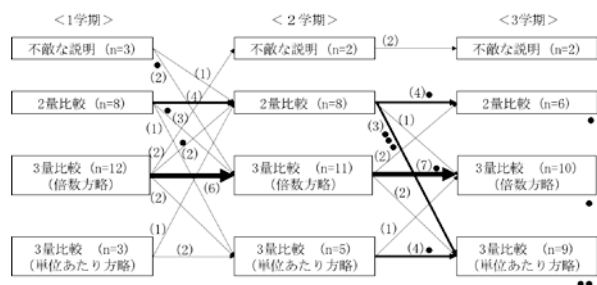 <1学期>
<2学期>
<3学期>
不敵な説明 (n=3)
不敵な説明 (n=2)
(2)
不敵な説明 (n=2)
(2)
(1)
(4)
(4)
2量比較 (n=8)
2量比較 (n=8)
2量比較 (n=6)
(3)
(1)
(3)
(1)
(2)
(2)
(2)
3量比較 (n=12)
(倍数方略)
3量比較 (n=11)
(倍数方略)
(7)
3量比較 (n=10)
(倍数方略)
(6)
(2)
(2)
(1)
(1)
3量比較 (n=3)
(単位あたり方略)
(2)
3量比較 (n=5)
(単位あたり方略)
(4)
3量比較 (n=9)
(単位あたり方略)